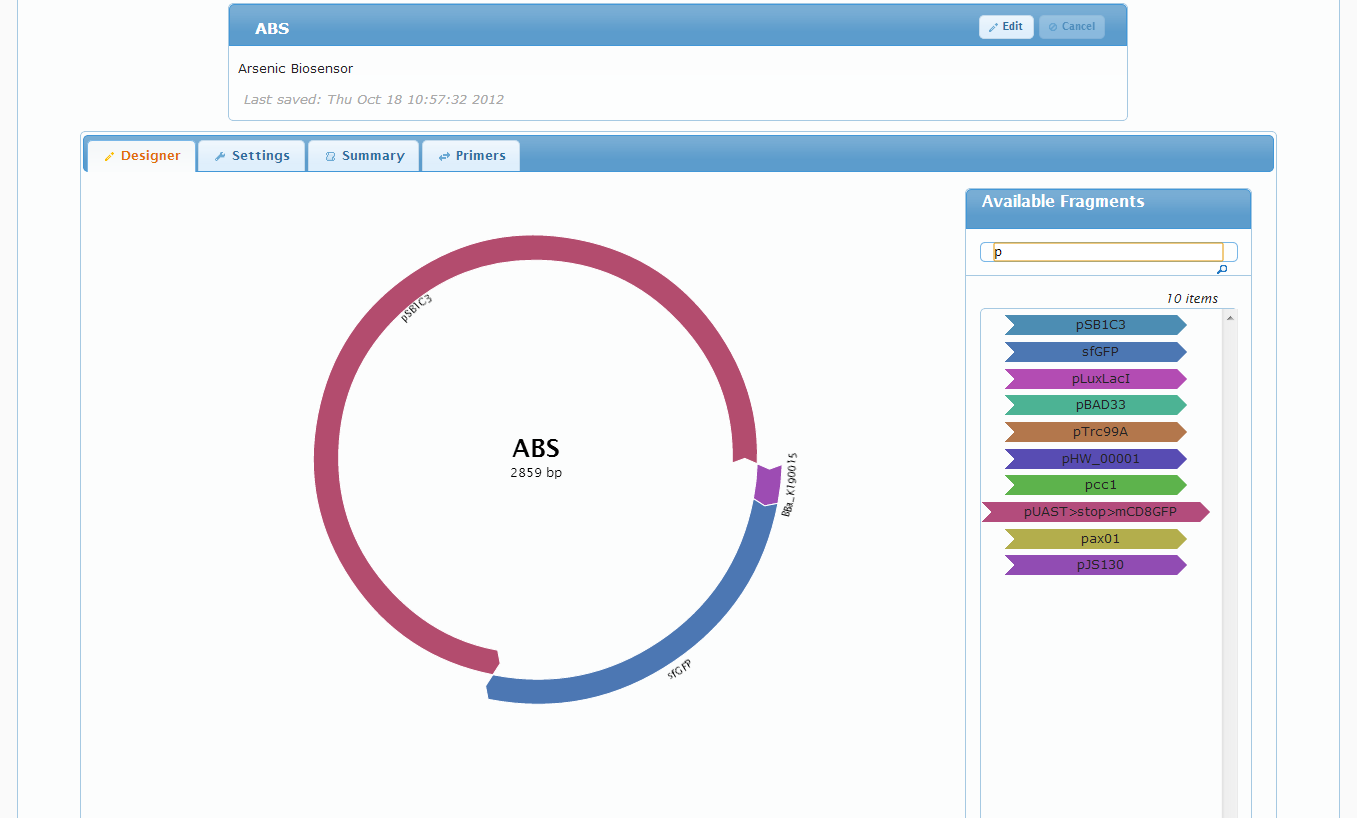 ABS
Edit
Cancel
Arsenic Biosensor
Last saved: Thu Oct 18 10:57:32 2012
Designer
Settings
Summary
Primers
Available Fragments
p
10 items
pSB1C3
sfGFP
pLuxLacI
pBAD33
pTrc99A
pHW_00001
pcc1
pUAST>stop>mCD8GFP
pax01
pJS130
pSB1C3
ABS
2859 bp
BBa_K190015
sfGFP